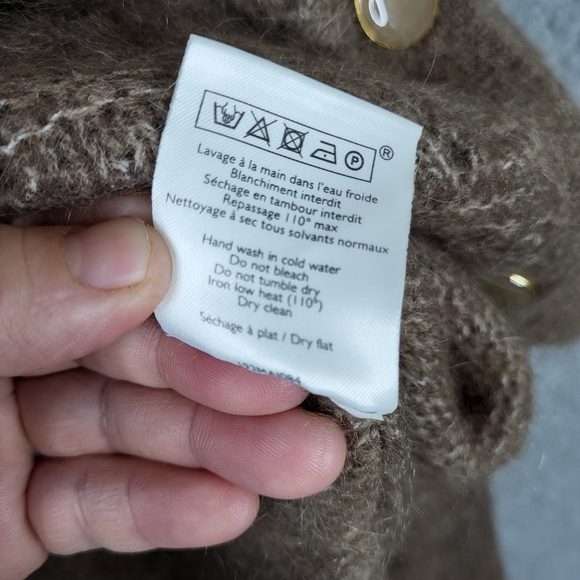 P ®
Lavage à la main dans l'eau froide
Blanchiment interdit
Séchage en tambour interdit
Repassage 110° max
Nettoyage à sec tous solvants normaux
Hand wash in cold water
Do not bleach
Do not tumble dry
Iron low heat (110°)
Dry clean
Séchage à plat / Dry flat